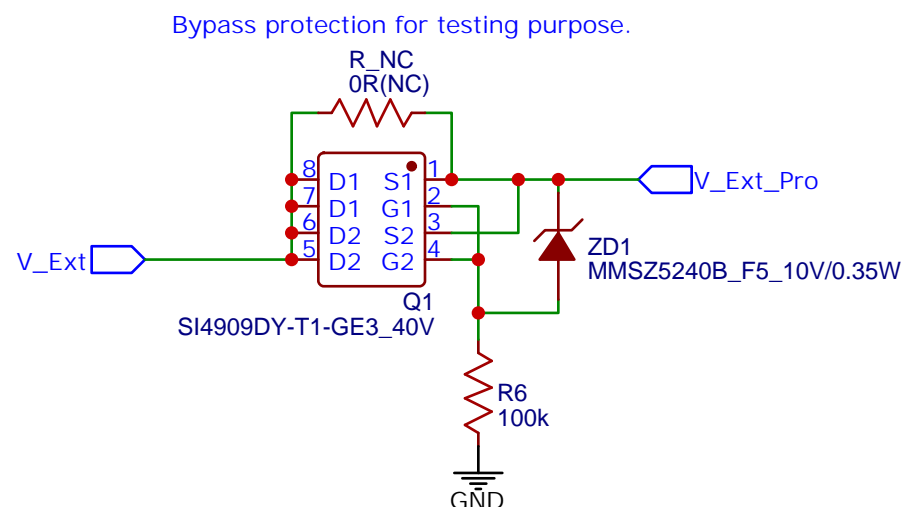 Bypass protection for testing purpose.
R_NC
0R(NC)
8 D1 S1 1
7 D1 G1 2
6 D2 S2 3
5 D2 G2 4
V_Ext
V_Ext_Pro
ZD1
MMSZ5240B_F5_10V/0.35W
Q1
SI4909DY-T1-GE3_40V
R6
100k
GND